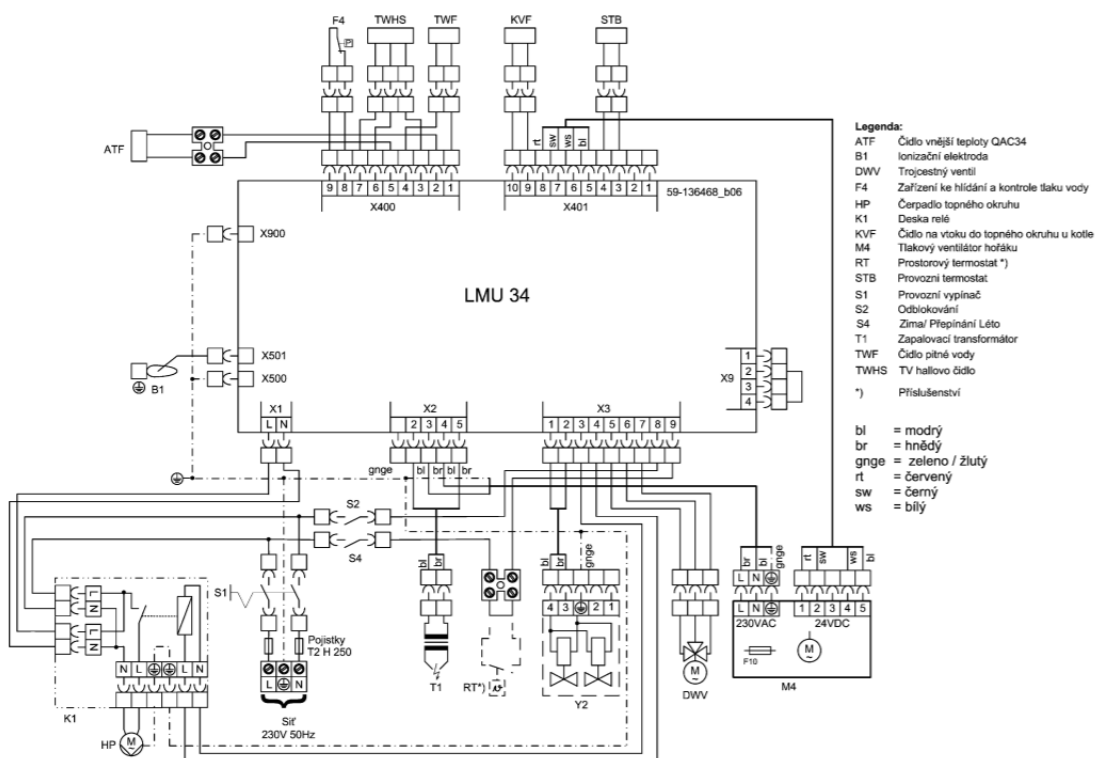 F4 TWHS TWF KVF STB
P
ATF
rt sw ws bl
9 8 7 6 5 4 3 2 1
10 9 8 7 6 5 4 3 2 1
59-136468_b06
X400 X401
X900
LMU 34
X501
B1
X500
X9
1
2
3
4
X1 X2 X3
L N
2 3 4 5
1 2 3 4 5 6 7 8 9
gnge bl br bl br
S2
S4
S1
Pojistky
T2 H 250
L N
Síť
230V 50Hz
L
N
L
N
N L L N
K1
HP M
bl br
T1
RT*)
bl br gnge
4 3 2 1
Y2
M
DWV
br bl gnge rt sw ws bl
L N
L N 1 2 3 4 5
230VAC 24VDC
F10
M
M4
Legenda:
ATF Čidlo vnější teploty QAC34
B1 Ionizační elektroda
DWV Trojcestný ventil
F4 Zařízení ke hlídání a kontrole tlaku vody
HP Čerpadlo topného okruhu
K1 Deska relé
KVF Čidlo na vtoku do topného okruhu u kotle
M4 Tlakový ventilátor hořáku
RT Prostorový termostat *)
STB Provozní termostat
S1 Provozní vypínač
S2 Odblokování
S4 Zima/ Přepínání Léto
T1 Zapalovací transformátor
TWF Čidlo pitné vody
TWHS TV hallovo čidlo
*) Příslušenství
bl = modrý
br = hnědý
gnge = zeleno / žlutý
rt = červený
sw = černý
ws = bílý